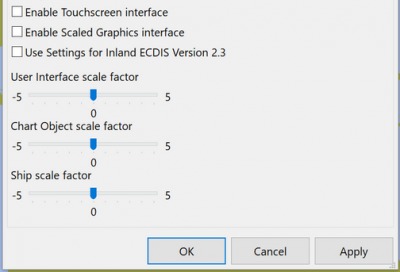 Enable Touchscreen interface
Enable Scaled Graphics interface
Use Settings for Inland ECDIS Version 2.3
User Interface scale factor
-5 5
0
Chart Object scale factor
-5 5
0
Ship scale factor
-5 5
0
OK Cancel Apply